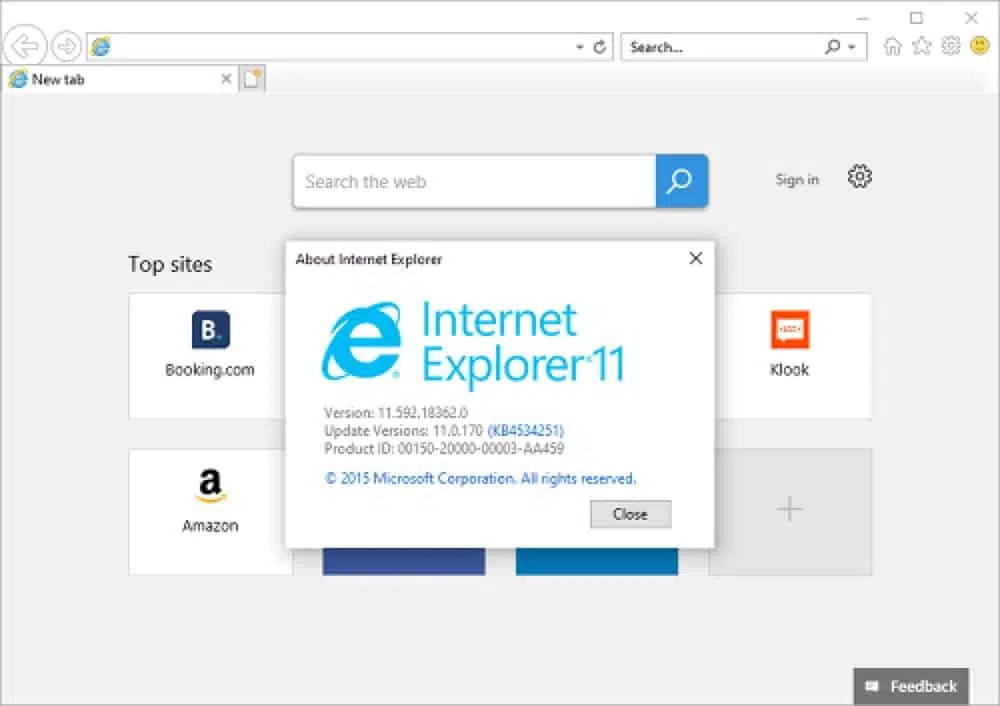 Search...
New tab
Search the web
Sign in
Top sites
About Internet Explorer
Internet
Explorer 11
B.
Booking.com
Klook
Version: 11.592.18362.0
Update Versions: 11.0.170 (KB4534251)
Product ID: 00150-20000-00003-AA459
© 2015 Microsoft Corporation. All rights reserved.
a
Amazon
Close
Feedback